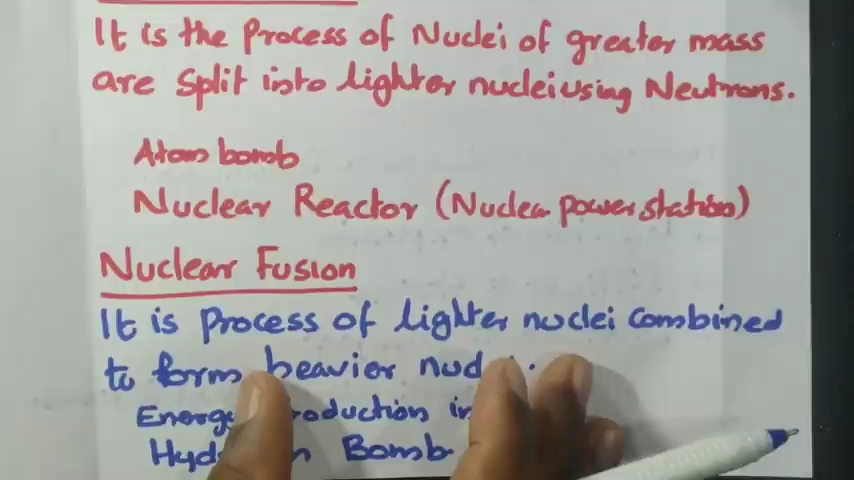 It is the Process of Nuclei of greater mass
are split into lighter nuclei using Neutrons.
Atom bomb
Nuclear Reactor (Nuclear power station)
Nuclear Fusion
It is process of lighter nuclei combined
to form heavier
in
Bomb